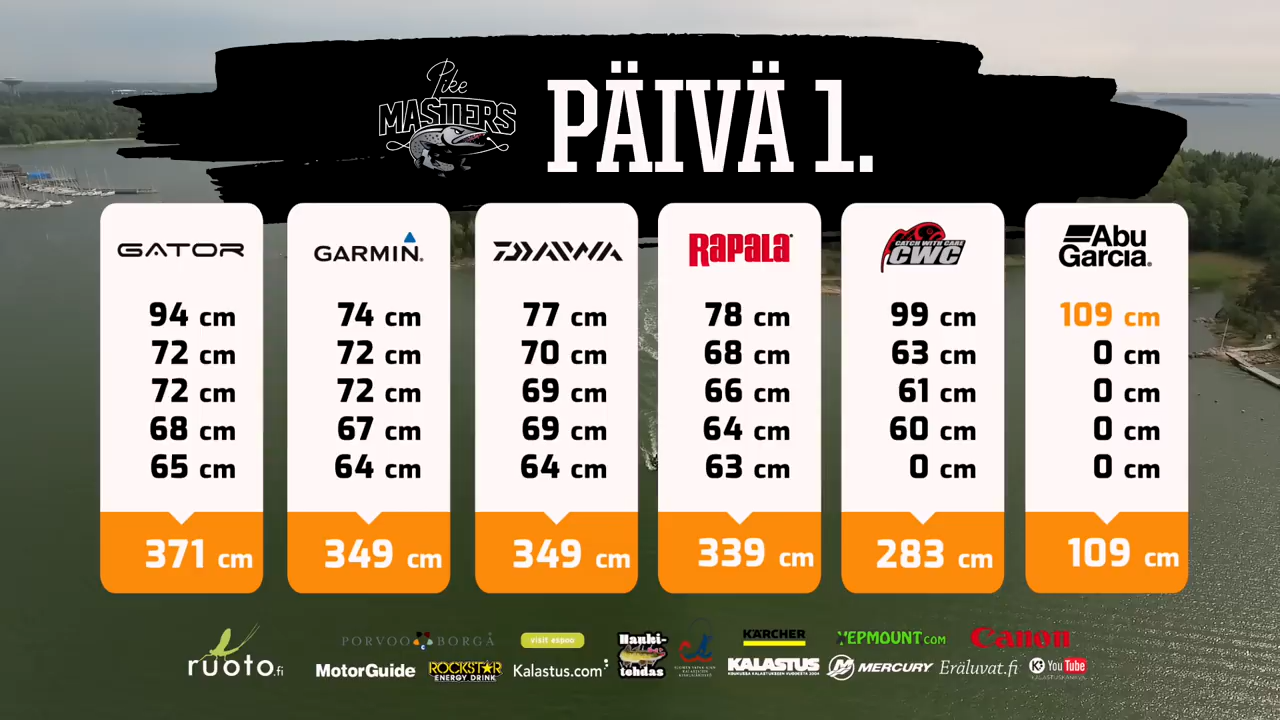 Pike
MASTERS
PÄIVÄ 1.
GATOR
94 cm
72 cm
72 cm
68 cm
65 cm
371 cm
GARMIN
74 cm
72 cm
72 cm
67 cm
64 cm
349 cm
DAIWA
77 cm
70 cm
69 cm
69 cm
64 cm
349 cm
RAPALA
78 cm
68 cm
66 cm
64 cm
63 cm
339 cm
CATCH WITH CARE
CWC
99 cm
63 cm
61 cm
60 cm
0 cm
283 cm
Abu
Garcia
109 cm
0 cm
0 cm
0 cm
0 cm
109 cm
ruoto.fi
PORVOO BORGÅ
MotorGuide
ROCKSTAR
ENERGY DRINK
visit espoo
Kalastus.com
Hauki-
tehdas
KÄRCHER
KALASTUS
YEPMOUNT.COM
MERCURY
Canon
Eräluvat.fi
K3 YouTube
KALASTUSKANAVA